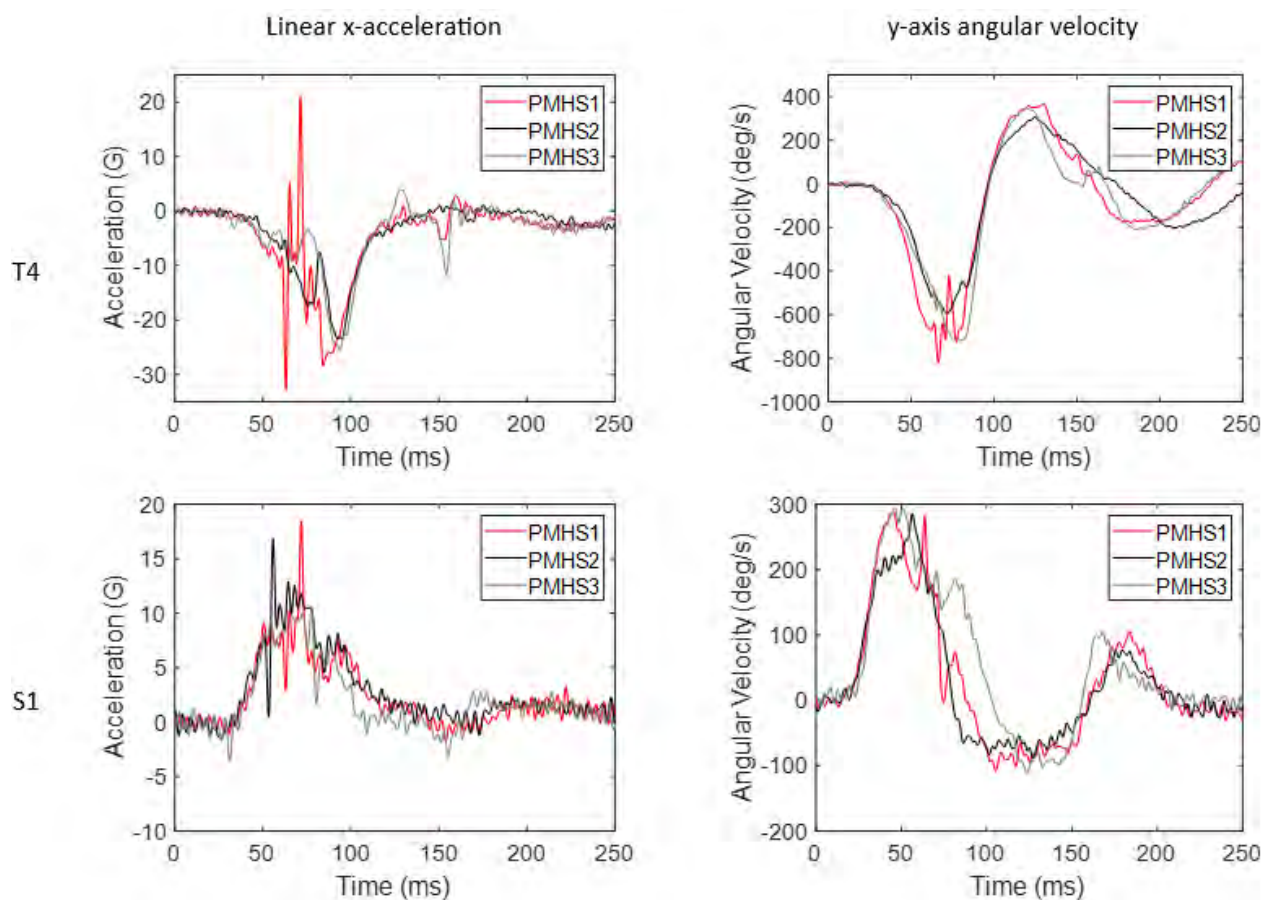 Linear x-acceleration
y-axis angular velocity
T4
Acceleration (G)
20
10
0
-10
-20
-30
PMHS1
PMHS2
PMHS3
0 50 100 150 200 250
Time (ms)
Angular Velocity (deg/s)
400
200
0
-200
-400
-600
-800
-1000
PMHS1
PMHS2
PMHS3
0 50 100 150 200 250
Time (ms)
S1
Acceleration (G)
20
15
10
5
0
-5
-10
PMHS1
PMHS2
PMHS3
0 50 100 150 200 250
Time (ms)
Angular Velocity (deg/s)
300
200
100
0
-100
-200
PMHS1
PMHS2
PMHS3
0 50 100 150 200 250
Time (ms)